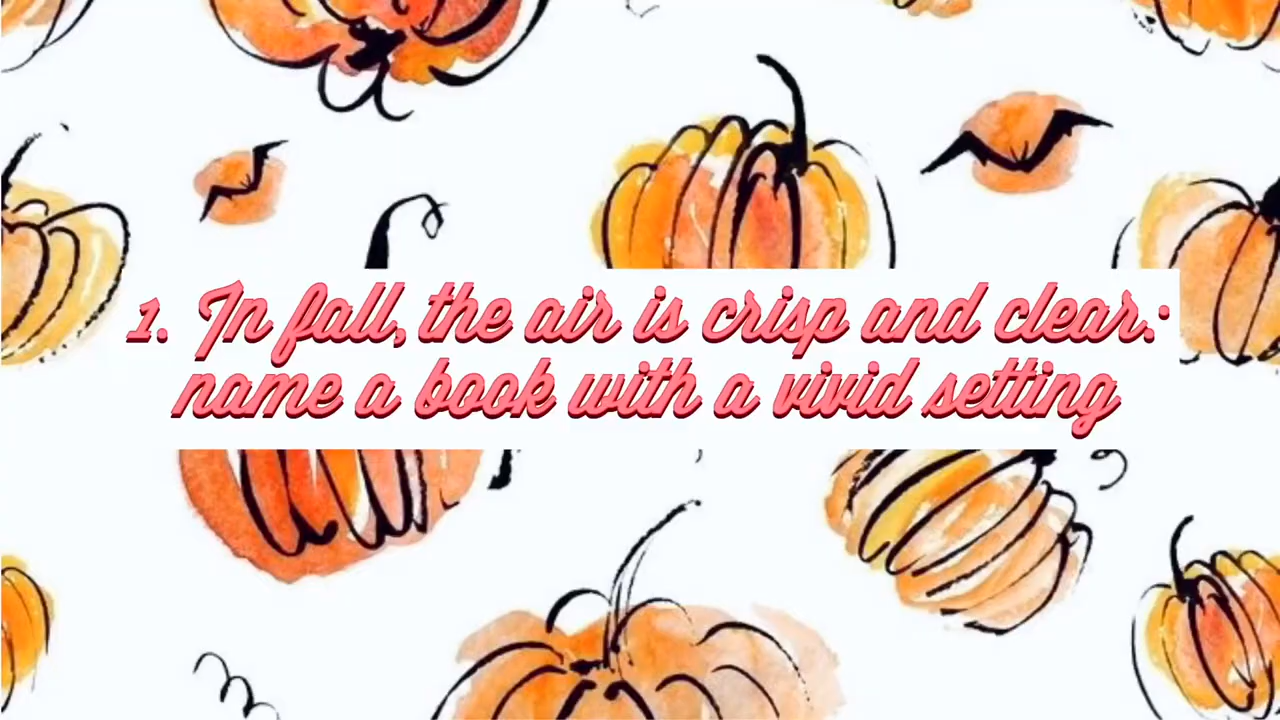 1. In fall, the air is crisp and clear:
name a book with a vivid setting